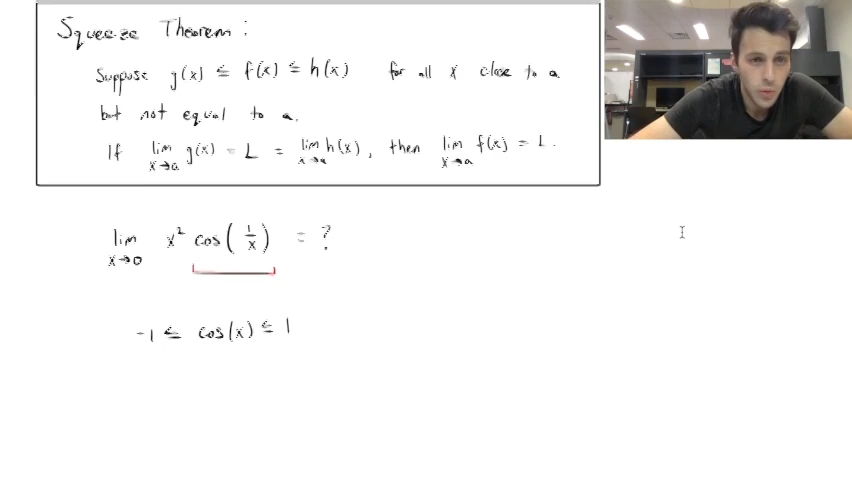 Squeeze Theorem:
Suppose g(x) ≤ f(x) ≤ h(x) for all x close to a
but not equal to a.
If lim x→a g(x) = L = lim x→a h(x), then lim x→a f(x) = L.
lim x→0 x² cos(1/x) = ?
-1 ≤ cos(x) ≤ 1